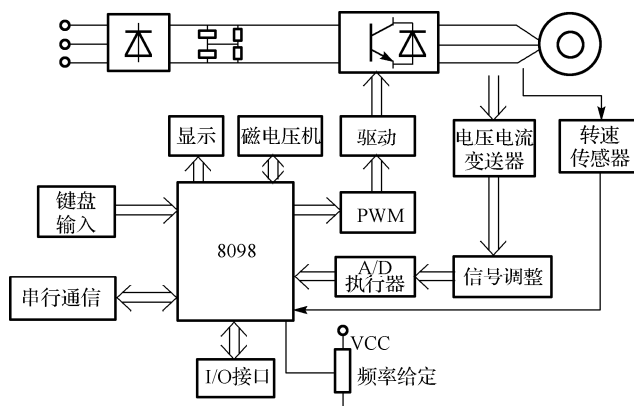 显示
磁电压机
驱动
电压电流
变送器
转速
传感器
键盘
输入
8098
PWM
串行通信
A/D
执行器
信号调整
I/O接口
VCC
频率给定